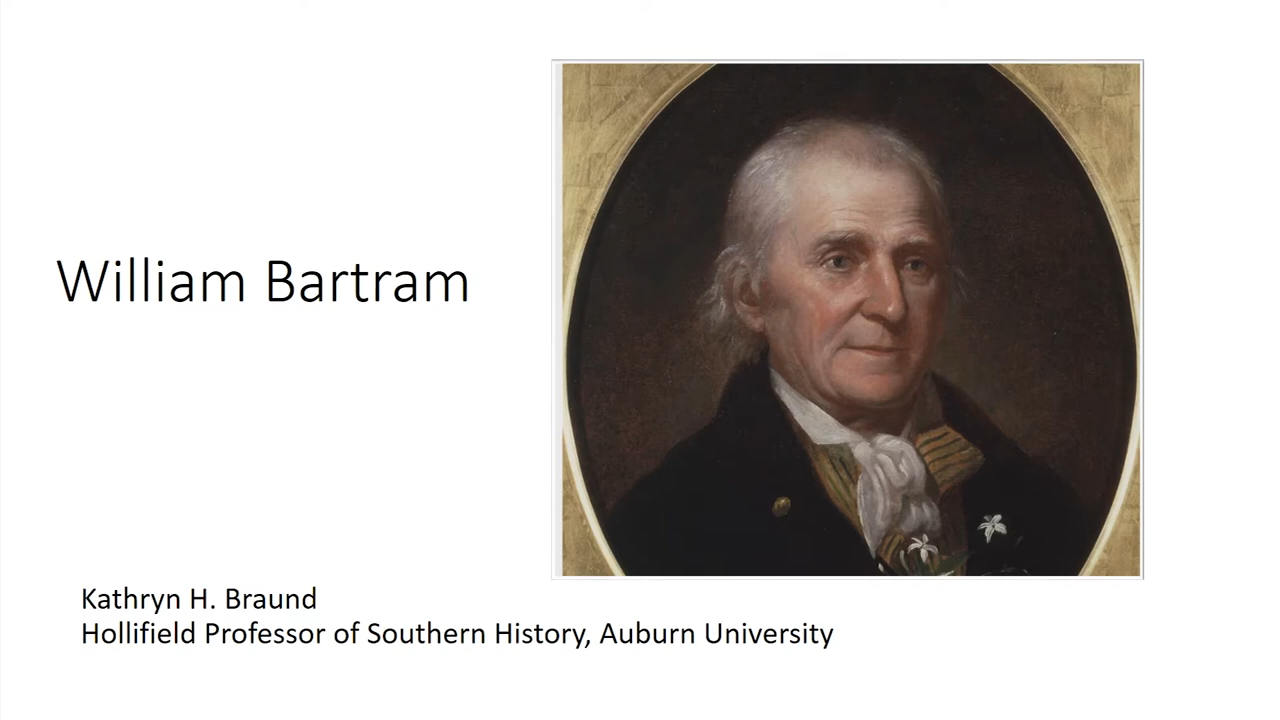 William Bartram
Kathryn H. Braund
Hollifield Professor of Southern History, Auburn University